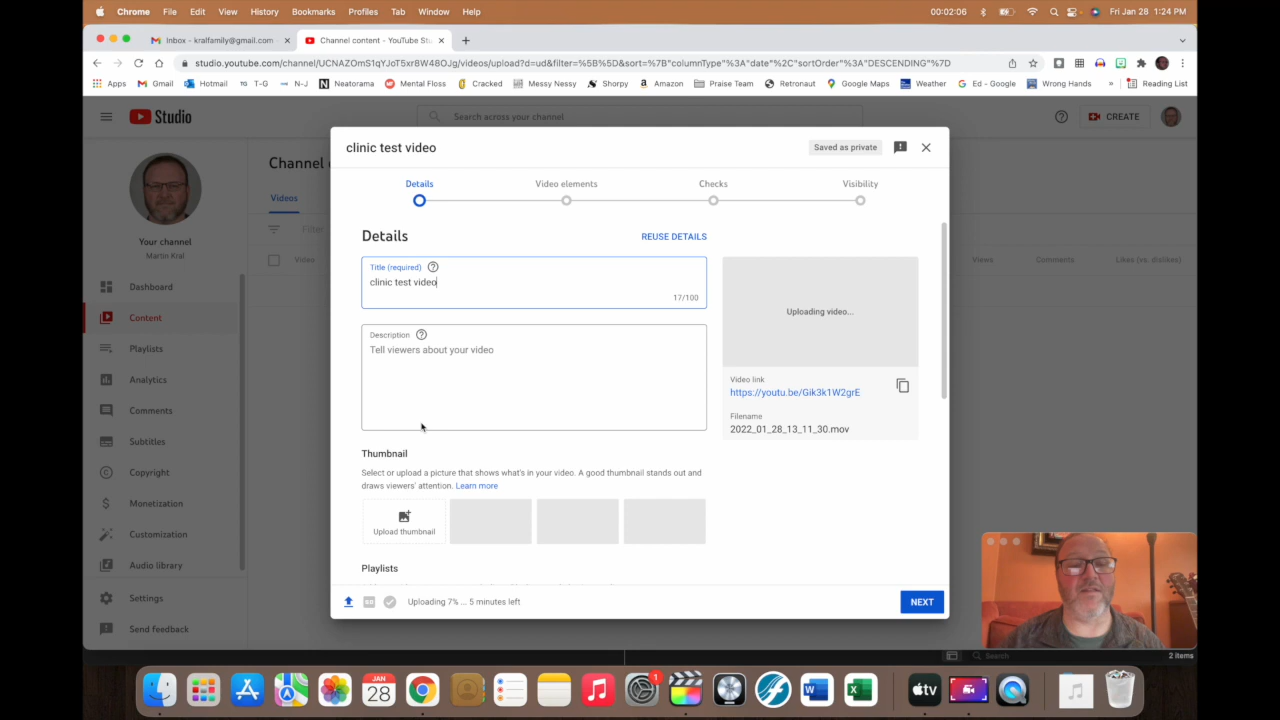 Chrome File Edit View History Bookmarks Profiles Tab Window Help 00:02:06 Fri Jan 28 1:24 PM
Inbox - kralfamily@gmail.com Channel content - YouTube Stu
studio.youtube.com/channel/UCNAZOmS1qYJoT5xr8W48OJg/videos/upload?d=ud&filter=%5B%5D&sort=%7B"columnType"%3A"date"%2C"sortOrder"%3A"DESCENDING"%7D
Apps Gmail Hotmail T-G N-J Neatorama Mental Floss Cracked Messy Nessy Shorpy Amazon Praise Team Retronaut Google Maps Weather Ed - Google Wrong Hands » Reading List
Studio Search across your channel CREATE
Channel
Videos
Filter
Video Views Comments Likes (vs. dislikes)
Your channel
Martin Kral
Dashboard
Content
Playlists
Analytics
Comments
Subtitles
Copyright
Monetization
Customization
Audio library
Settings
Send feedback
clinic test video Saved as private
Details Video elements Checks Visibility
Details REUSE DETAILS
Title (required)
clinic test video
17/100
Description
Tell viewers about your video
Uploading video...
Video link
https://youtu.be/Gik3k1W2grE
Filename
2022_01_28_13_11_30.mov
Thumbnail
Select or upload a picture that shows what's in your video. A good thumbnail stands out and
draws viewers' attention. Learn more
Upload thumbnail
Playlists
Uploading 7% ... 5 minutes left NEXT
Search 2 items
JAN
28
1
tv